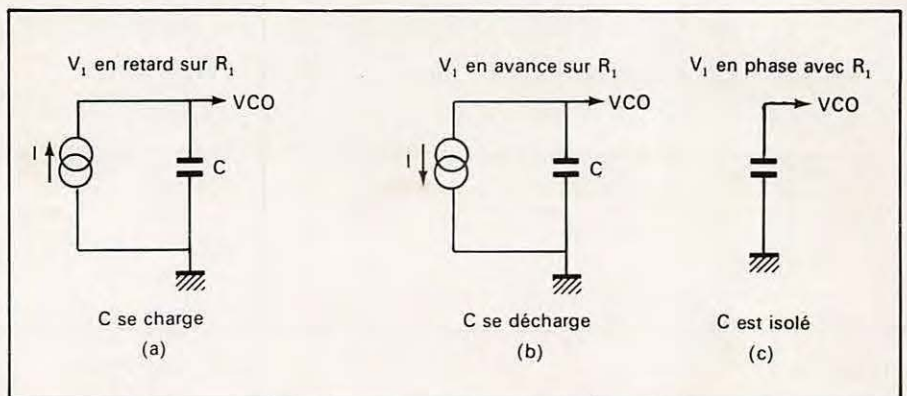 V₁ en retard sur R₁
VCO
I
C
C se charge
(a)
V₁ en avance sur R₁
VCO
I
C
C se décharge
(b)
V₁ en phase avec R₁
VCO
C est isolé
(c)